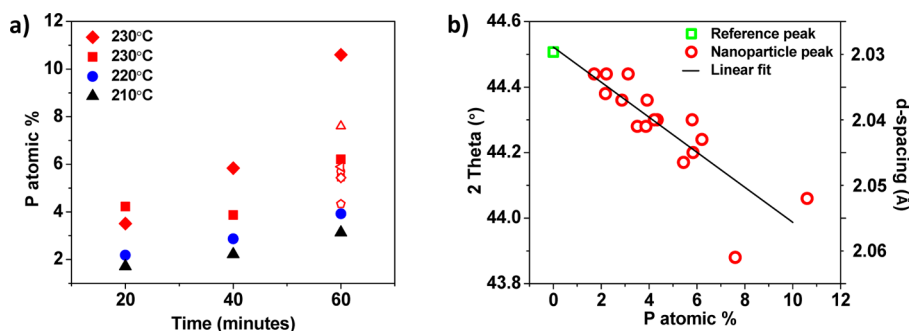 a)
P atomic %
12
10
8
6
4
2
20
40
60
Time (minutes)
230°C
230°C
220°C
210°C
b)
2 Theta (°)
44.6
44.4
44.2
44.0
43.8
0
2
4
6
8
10
12
P atomic %
Reference peak
Nanoparticle peak
Linear fit
2.03
2.04
2.05
2.06
d-spacing (Å)